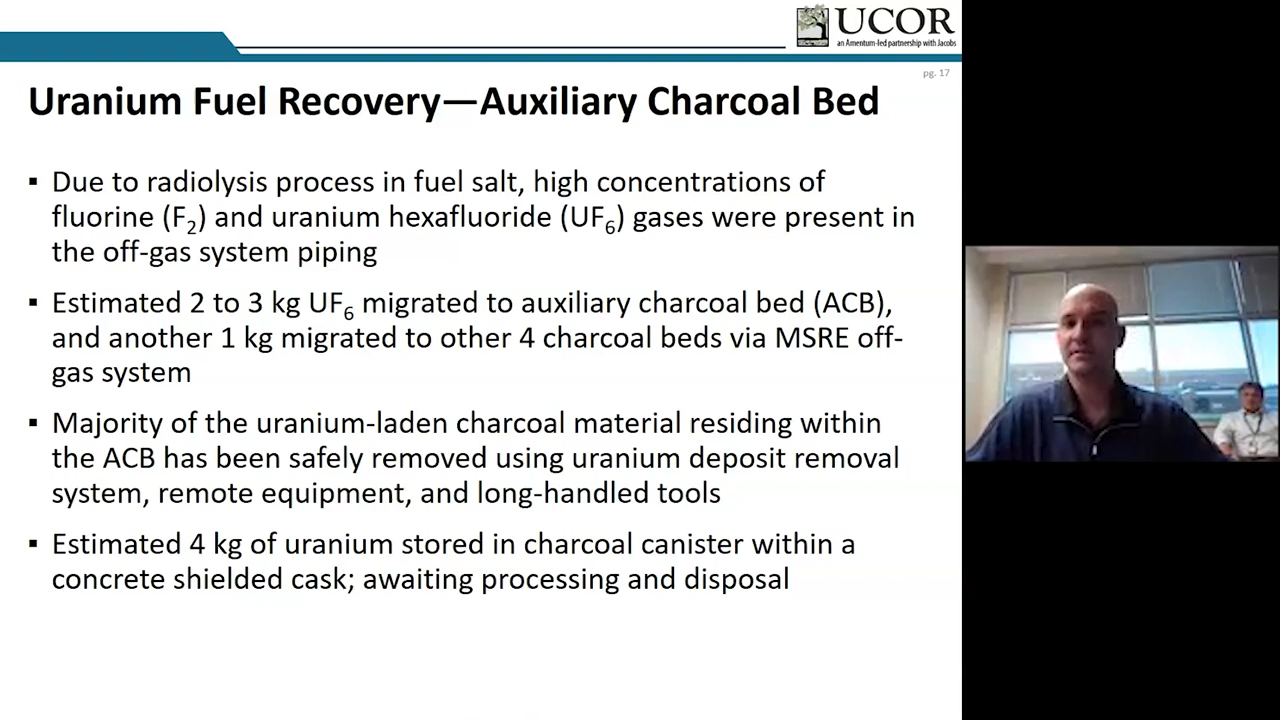 UCOR
an Amentum-led partnership with Jacobs
pg. 17
Uranium Fuel Recovery—Auxiliary Charcoal Bed
▪ Due to radiolysis process in fuel salt, high concentrations of
fluorine (F₂) and uranium hexafluoride (UF₆) gases were present in
the off-gas system piping
▪ Estimated 2 to 3 kg UF₆ migrated to auxiliary charcoal bed (ACB),
and another 1 kg migrated to other 4 charcoal beds via MSRE off-
gas system
▪ Majority of the uranium-laden charcoal material residing within
the ACB has been safely removed using uranium deposit removal
system, remote equipment, and long-handled tools
▪ Estimated 4 kg of uranium stored in charcoal canister within a
concrete shielded cask; awaiting processing and disposal